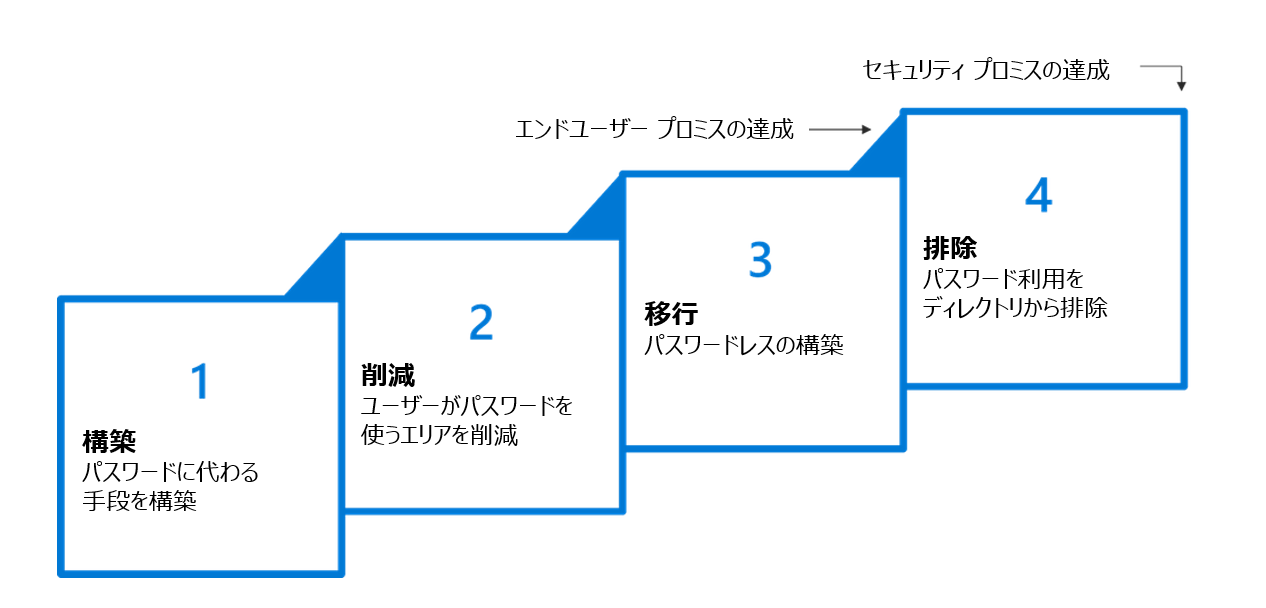 セキュリティ プロミスの達成
エンドユーザー プロミスの達成
1
構築
パスワードに代わる
手段を構築
2
削減
ユーザーがパスワードを
使うエリアを削減
3
移行
パスワードレスの構築
4
排除
パスワード利用を
ディレクトリから排除